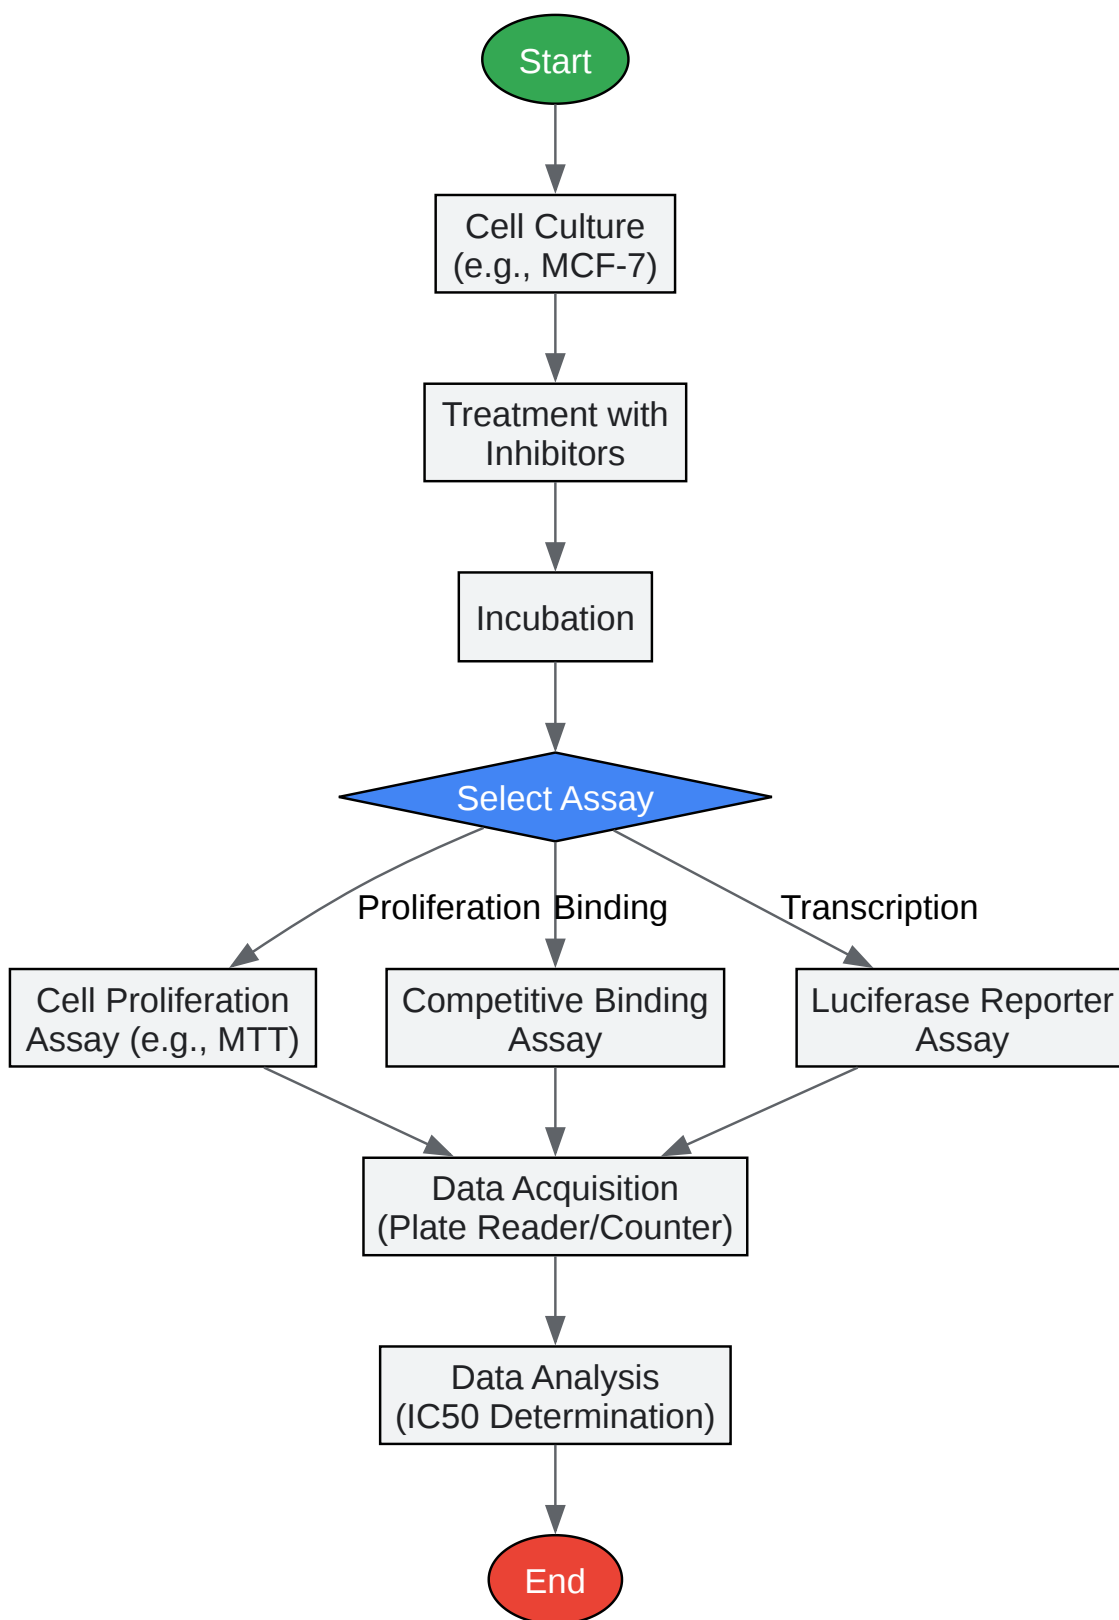 Start
Cell Culture
(e.g., MCF-7)
Treatment with
Inhibitors
Incubation
Select Assay
Proliferation
Binding
Transcription
Cell Proliferation
Assay (e.g., MTT)
Competitive Binding
Assay
Luciferase Reporter
Assay
Data Acquisition
(Plate Reader/Counter)
Data Analysis
(IC50 Determination)
End